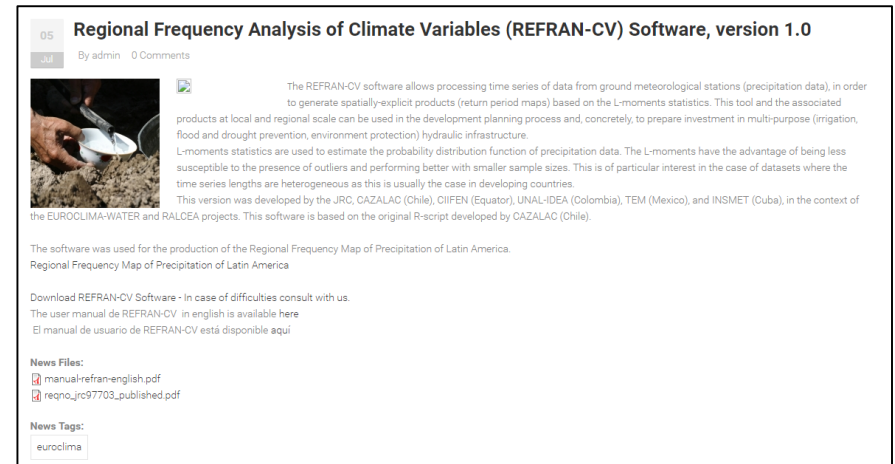 05
Jul
Regional Frequency Analysis of Climate Variables (REFRAN-CV) Software, version 1.0
By admin 0 Comments
The REFRAN-CV software allows processing time series of data from ground meteorological stations (precipitation data), in order
to generate spatially-explicit products (return period maps) based on the L-moments statistics. This tool and the associated
products at local and regional scale can be used in the development planning process and, concretely, to prepare investment in multi-purpose (irrigation,
flood and drought prevention, environment protection) hydraulic infrastructure.
L-moments statistics are used to estimate the probability distribution function of precipitation data. The L-moments have the advantage of being less
susceptible to the presence of outliers and performing better with smaller sample sizes. This is of particular interest in the case of datasets where the
time series lengths are heterogeneous as this is usually the case in developing countries.
This version was developed by the JRC, CAZALAC (Chile), CIIFEN (Equator), UNAL-IDEA (Colombia), TEM (Mexico), and INSMET (Cuba), in the context of
the EUROCLIMA-WATER and RALCEA projects. This software is based on the original R-script developed by CAZALAC (Chile).
The software was used for the production of the Regional Frequency Map of Precipitation of Latin America.
Regional Frequency Map of Precipitation of Latin America
Download REFRAN-CV Software - In case of difficulties consult with us.
The user manual de REFRAN-CV in english is available here
El manual de usuario de REFRAN-CV está disponible aquí
News Files:
manual-refran-english.pdf
reqno_jrc97703_published.pdf
News Tags:
euroclima